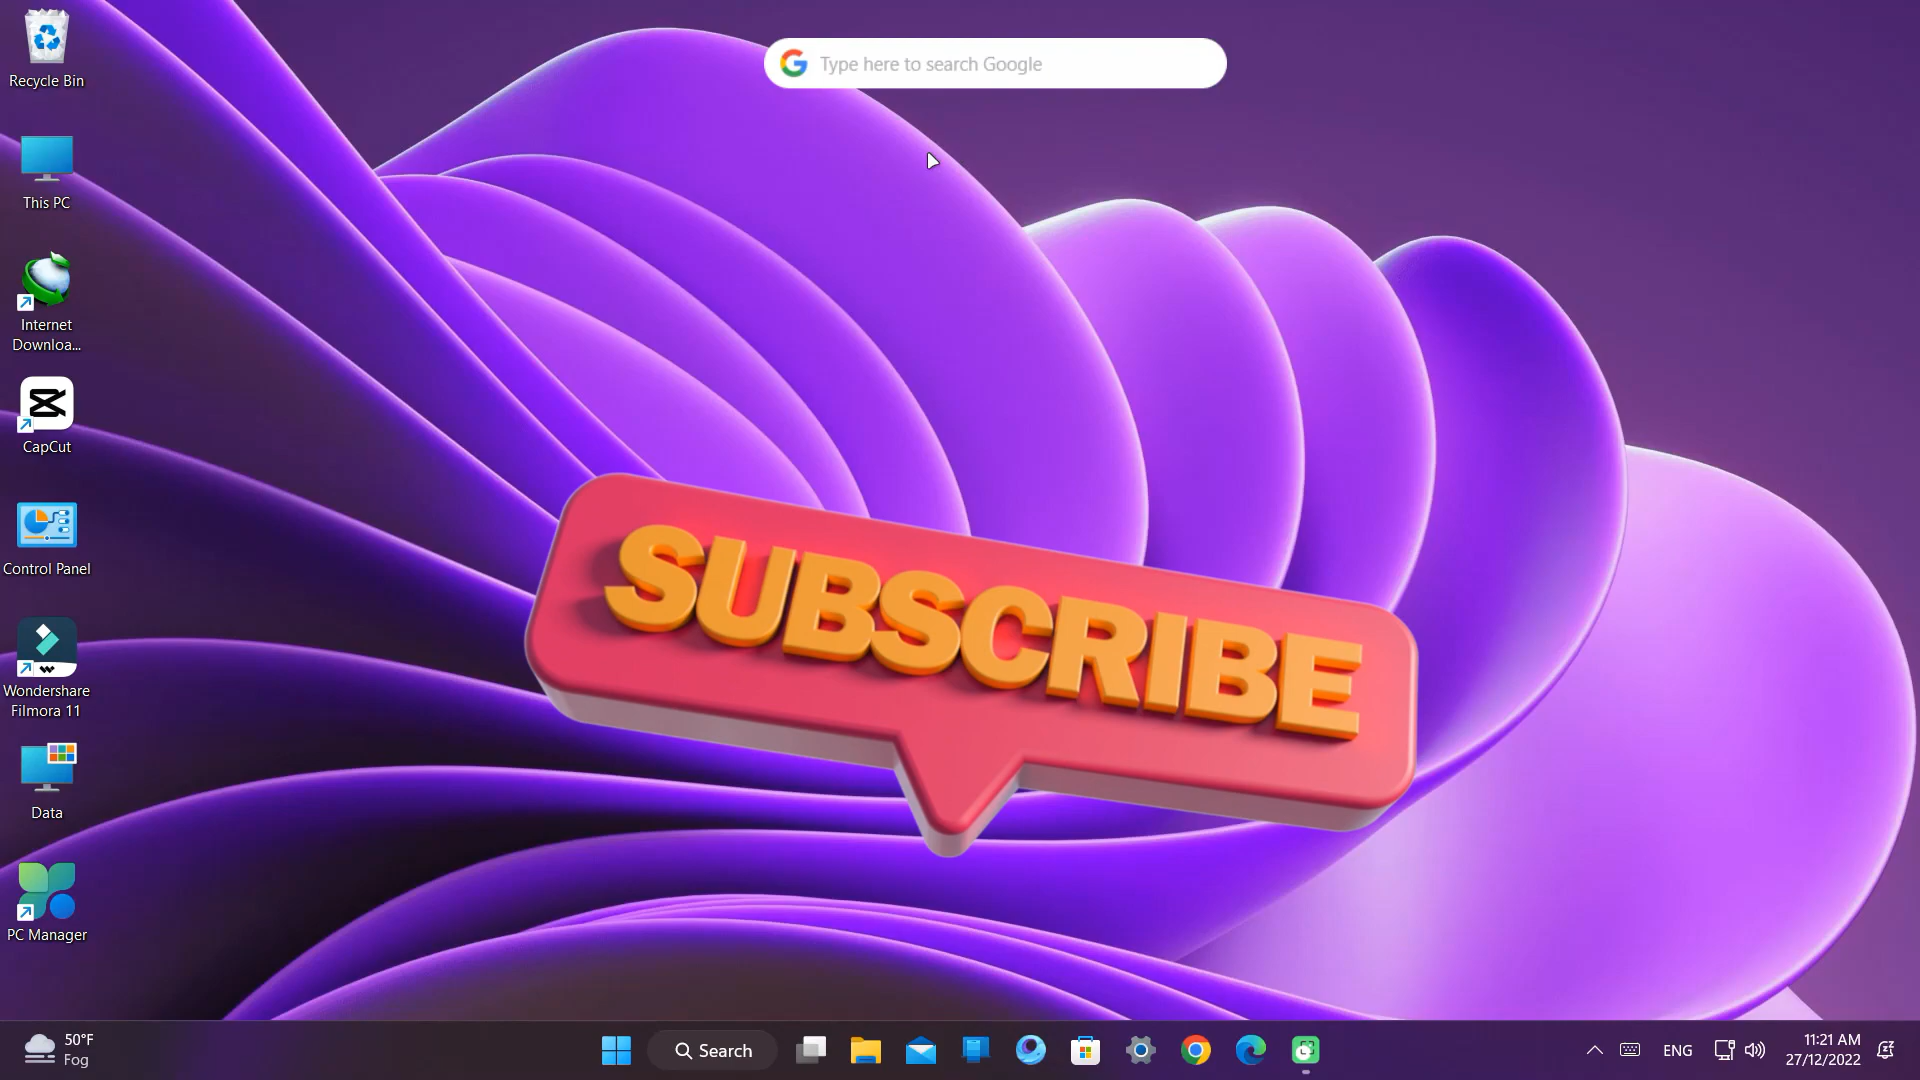 Recycle Bin
Type here to search Google
This PC
Internet
Downloa...
CapCut
Control Panel
Wondershare
Filmora 11
Data
PC Manager
SUBSCRIBE
50°F
Fog
Search
ENG
11:21 AM
27/12/2022